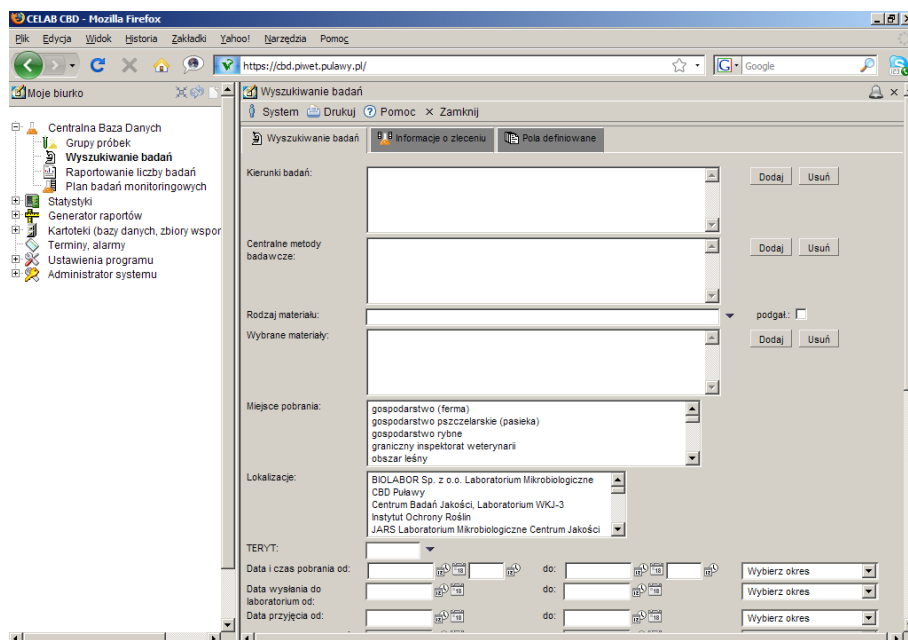 CELAB CBD - Mozilla Firefox
Plik Edycja Widok Historia Zakładki Yahoo! Narzędzia Pomoc
https://cbd.piwet.pulawy.pl/ G Google
Moje biurko
Wyszukiwanie badań
System Drukuj Pomoc Zamknij
Centralna Baza Danych
Grupy próbek
Wyszukiwanie badań
Raportowanie liczby badań
Plan badań monitoringowych
Statystyki
Generator raportów
Kartoteki (bazy danych, zbiory wspor
Terminy, alarmy
Ustawienia programu
Administrator systemu
Wyszukiwanie badań Informacje o zleceniu Pola definiowane
Kierunki badań: Dodaj Usuń
Centralne metody badawcze: Dodaj Usuń
Rodzaj materiału: podgał.:
Wybrane materiały: Dodaj Usuń
Miejsce pobrania:
gospodarstwo (ferma)
gospodarstwo pszczelarskie (pasieka)
gospodarstwo rybne
graniczny inspektorat weterynarii
obszar leśny
Lokalizacje:
BIOLABOR Sp. z o.o. Laboratorium Mikrobiologiczne
CBD Puławy
Centrum Badań Jakości, Laboratorium WKJ-3
Instytut Ochrony Roślin
JARS Laboratorium Mikrobiologiczne Centrum Jakości
TERYT:
Data i czas pobrania od: do: Wybierz okres
Data wysłania do laboratorium od: do: Wybierz okres
Data przyjęcia od: do: Wybierz okres